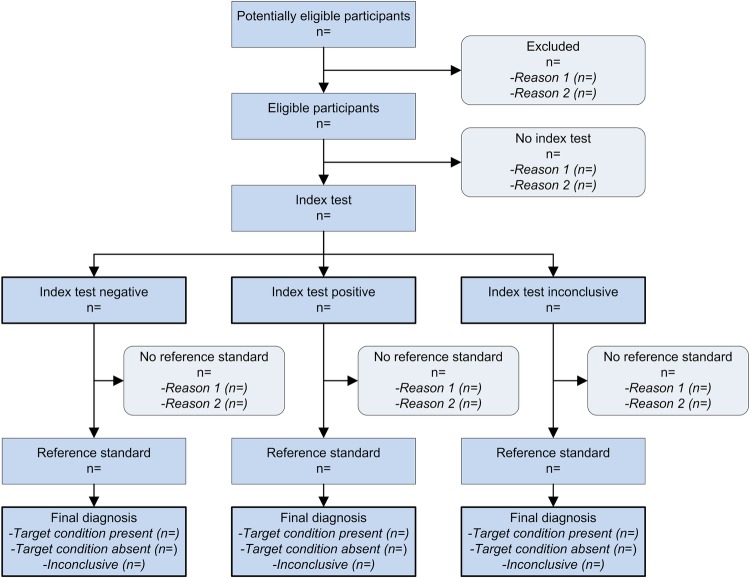 Potentially eligible participants
n=
Excluded
n=
-Reason 1 (n=)
-Reason 2 (n=)
Eligible participants
n=
No index test
n=
-Reason 1 (n=)
-Reason 2 (n=)
Index test
n=
Index test negative
n=
Index test positive
n=
Index test inconclusive
n=
No reference standard
n=
-Reason 1 (n=)
-Reason 2 (n=)
No reference standard
n=
-Reason 1 (n=)
-Reason 2 (n=)
No reference standard
n=
-Reason 1 (n=)
-Reason 2 (n=)
Reference standard
n=
Reference standard
n=
Reference standard
n=
Final diagnosis
-Target condition present (n=)
-Target condition absent (n=)
-Inconclusive (n=)
Final diagnosis
-Target condition present (n=)
-Target condition absent (n=)
-Inconclusive (n=)
Final diagnosis
-Target condition present (n=)
-Target condition absent (n=)
-Inconclusive (n=)